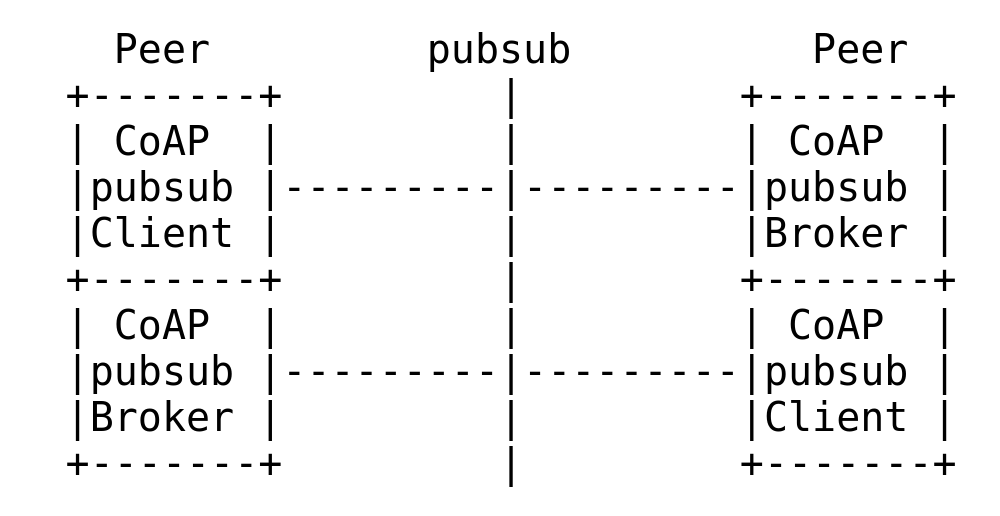 Peer         pubsub          Peer
+-------+         |         +-------+
| CoAP  |         |         | CoAP  |
|pubsub |---------|---------|pubsub |
|Client |         |         |Broker |
+-------+         |         +-------+
| CoAP  |         |         | CoAP  |
|pubsub |---------|---------|pubsub |
|Broker |         |         |Client |
+-------+         |         +-------+